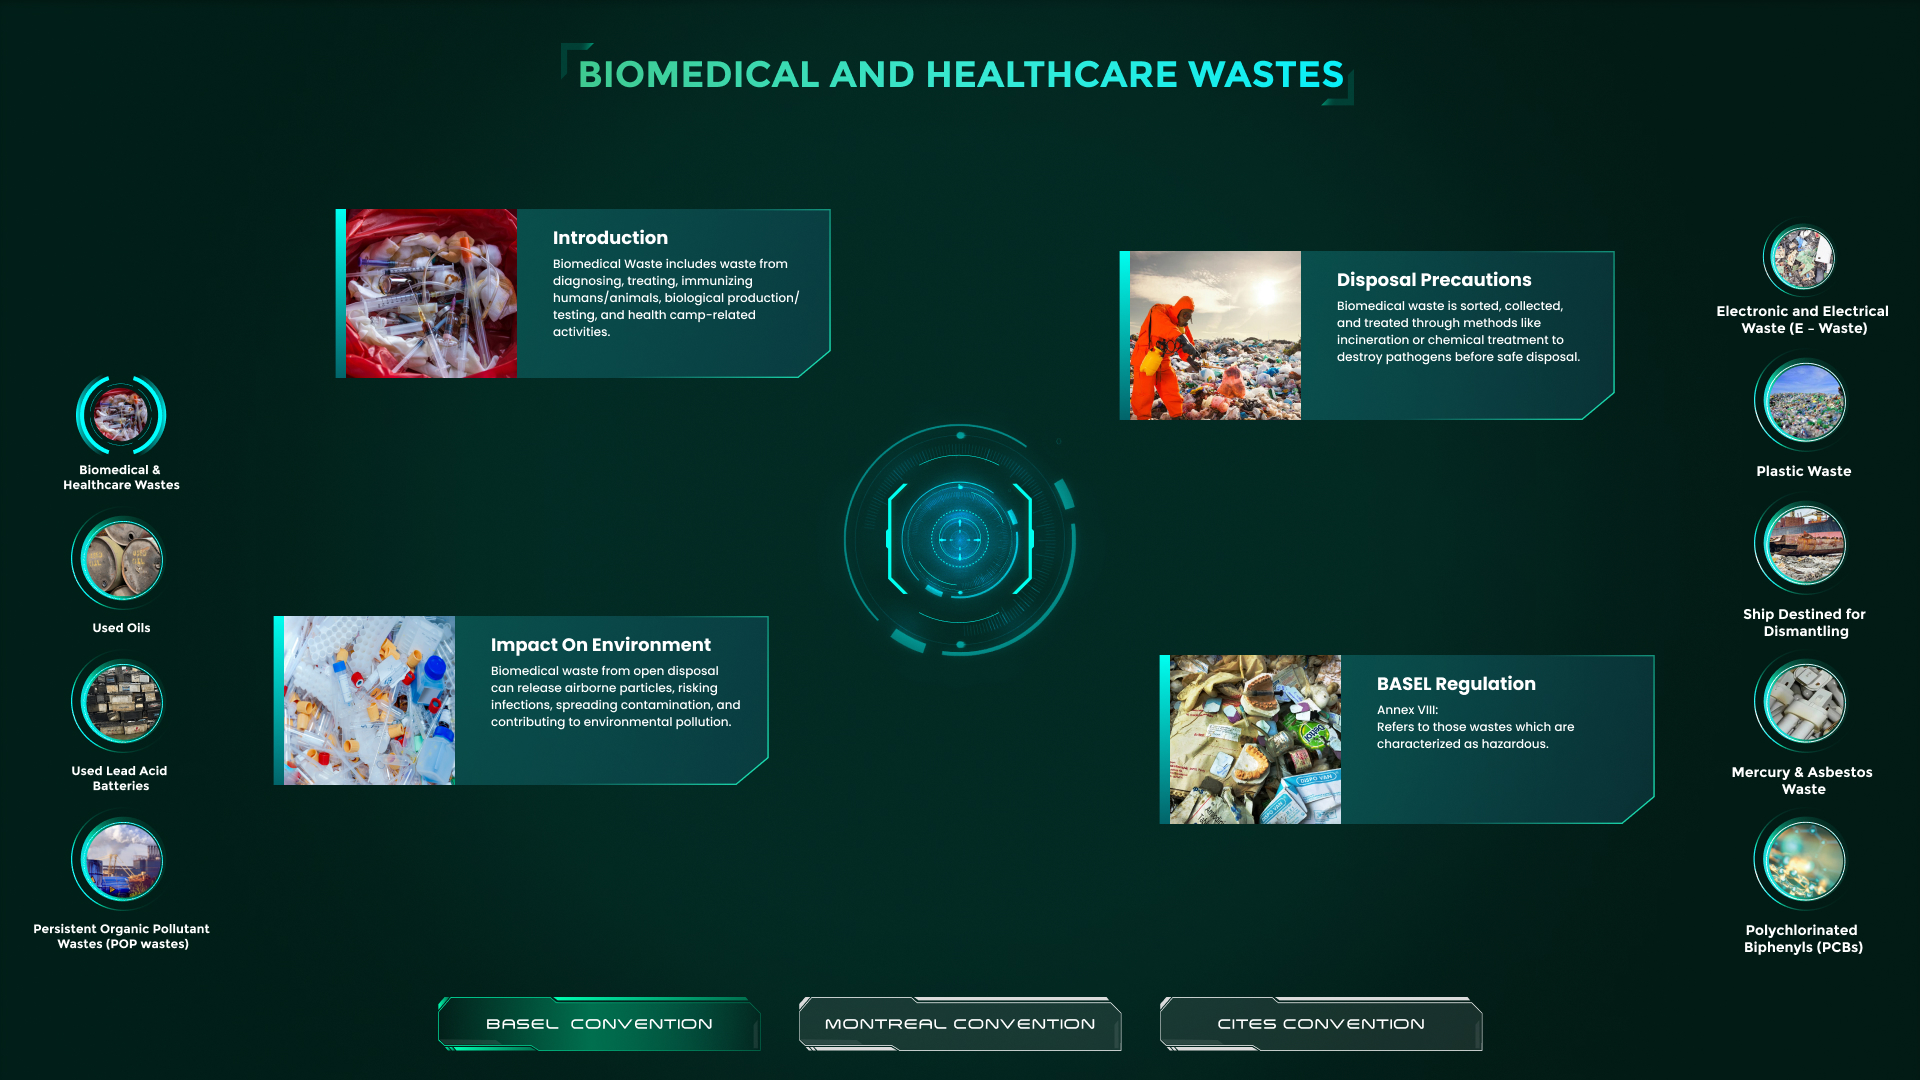 BIOMEDICAL AND HEALTHCARE WASTES
Introduction
Biomedical Waste includes waste from
diagnosing, treating, immunizing
humans/animals, biological production/
testing, and health camp-related
activities.
Disposal Precautions
Biomedical waste is sorted, collected,
and treated through methods like
incineration or chemical treatment to
destroy pathogens before safe disposal.
Impact On Environment
Biomedical waste from open disposal
can release airborne particles, risking
infections, spreading contamination, and
contributing to environmental pollution.
BASEL Regulation
Annex VIII:
Refers to those wastes which are
characterized as hazardous.
DISPO VAN
Biomedical &
Healthcare Wastes
Used Oils
Used Lead Acid
Batteries
Persistent Organic Pollutant
Wastes (POP wastes)
Electronic and Electrical
Waste (E - Waste)
Plastic Waste
Ship Destined for
Dismantling
Mercury & Asbestos
Waste
Polychlorinated
Biphenyls (PCBs)
BASEL CONVENTION
MONTREAL CONVENTION
CITES CONVENTION